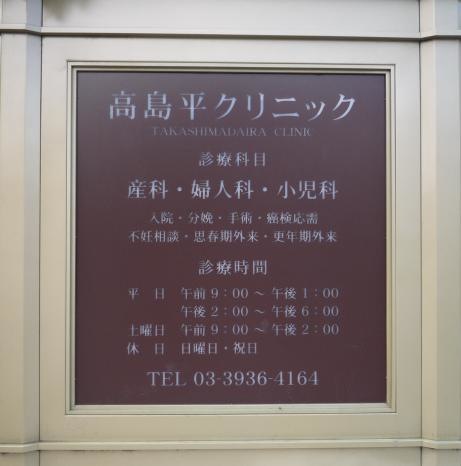 高島平クリニック
TAKASHIMADAIRA CLINIC
診療科目
産科・婦人科・小児科
入院・分娩・手術・癌検応需
不妊相談・思春期外来・更年期外来
診療時間
平　日　午前 9：00 ～ 午後 1：00
午後 2：00 ～ 午後 6：00
土曜日　午前 9：00 ～ 午後 2：00
休　日　日曜日・祝日
TEL 03-3936-4164